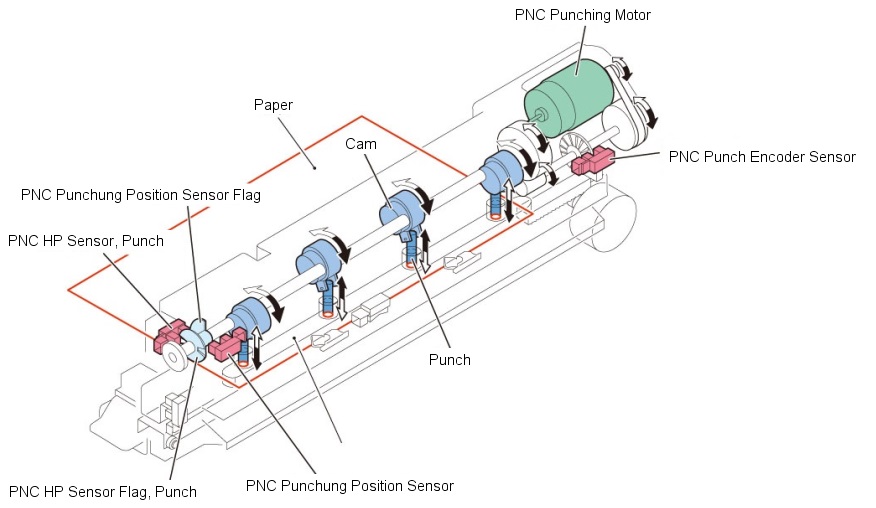 PNC Punching Motor
Paper
Cam
PNC Punch Encoder Sensor
PNC Punchung Position Sensor Flag
PNC HP Sensor, Punch
Punch
PNC HP Sensor Flag, Punch
PNC Punchung Position Sensor